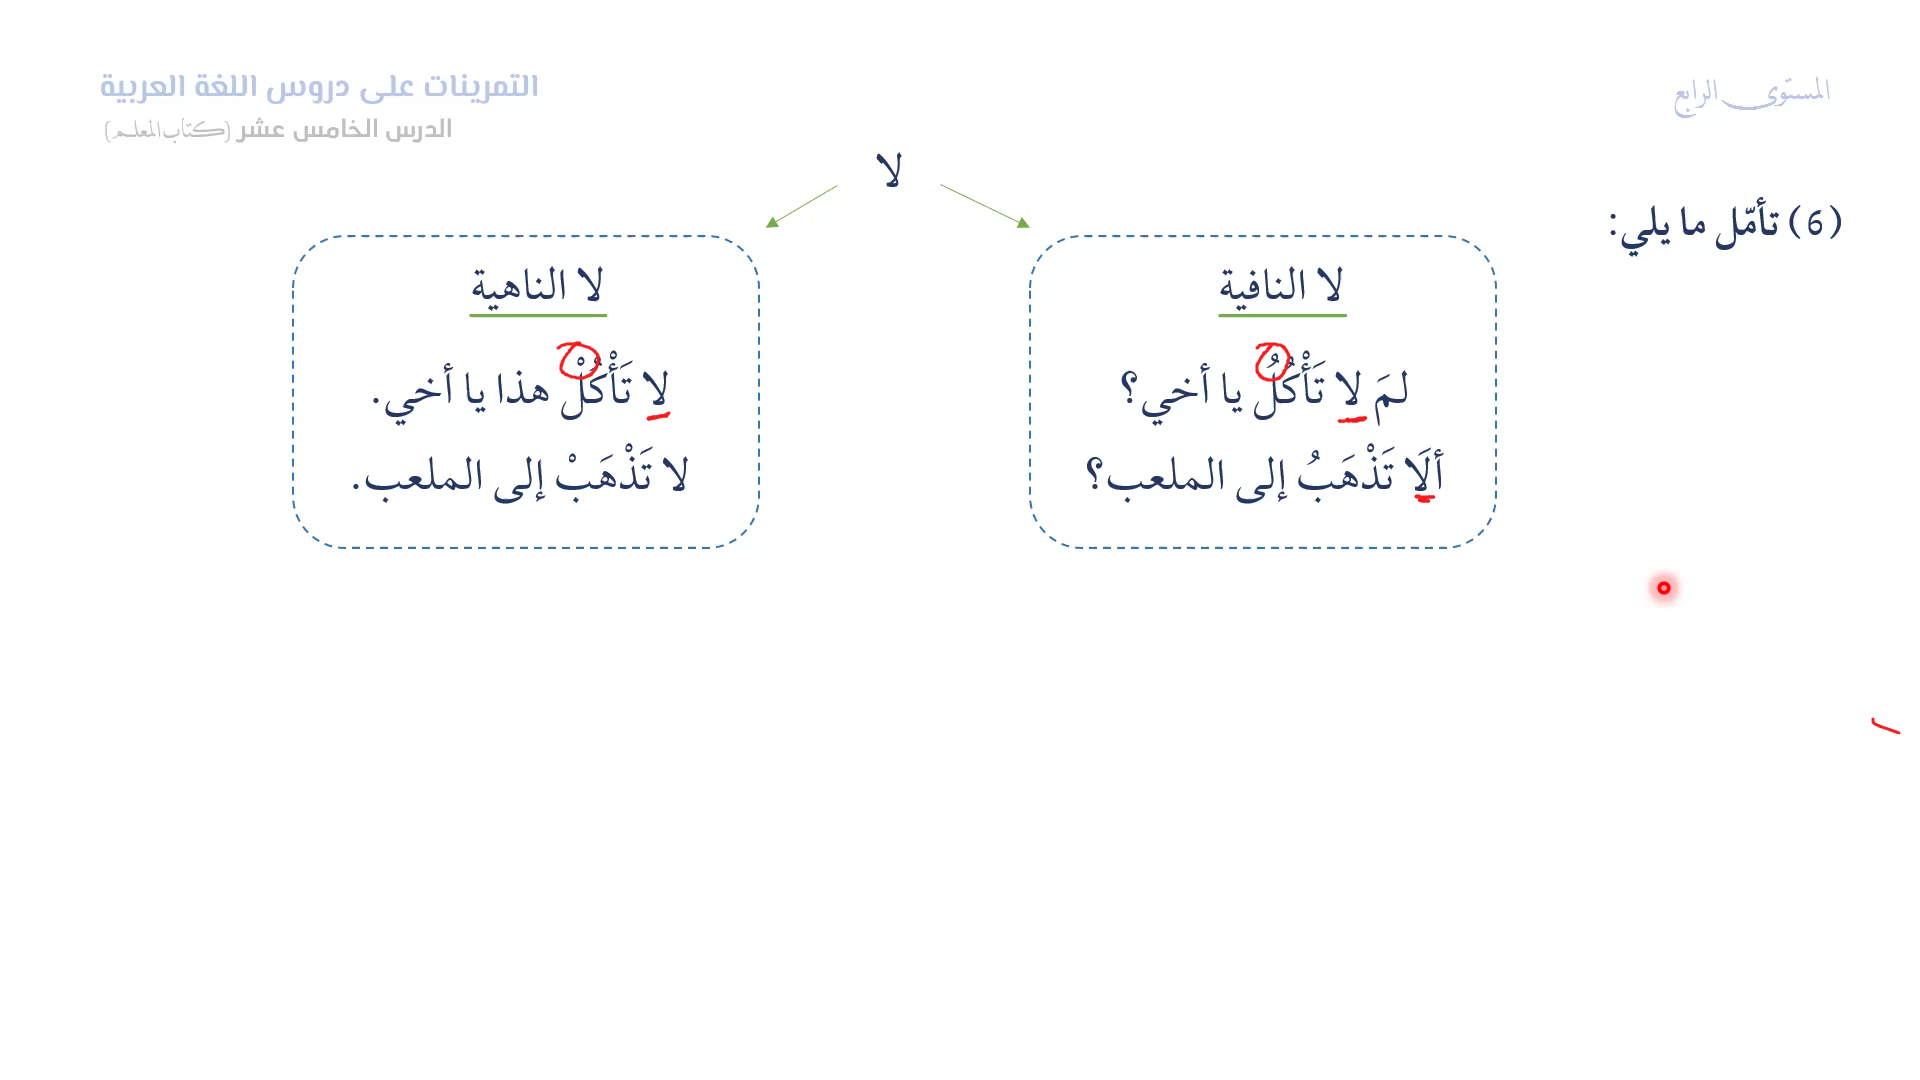 المستوى الرابع
التمرينات على دروس اللغة العربية
الدرس الخامس عشر (كتاب المعلم)
لا
(6) تأمّل ما يلي:
لا النافية
لمَ لا تَأْكُلُ يا أخي؟
ألَا تَذْهَبُ إلى الملعب؟
لا الناهية
لا تَأْكُلْ هذا يا أخي.
لا تَذْهَبْ إلى الملعب.